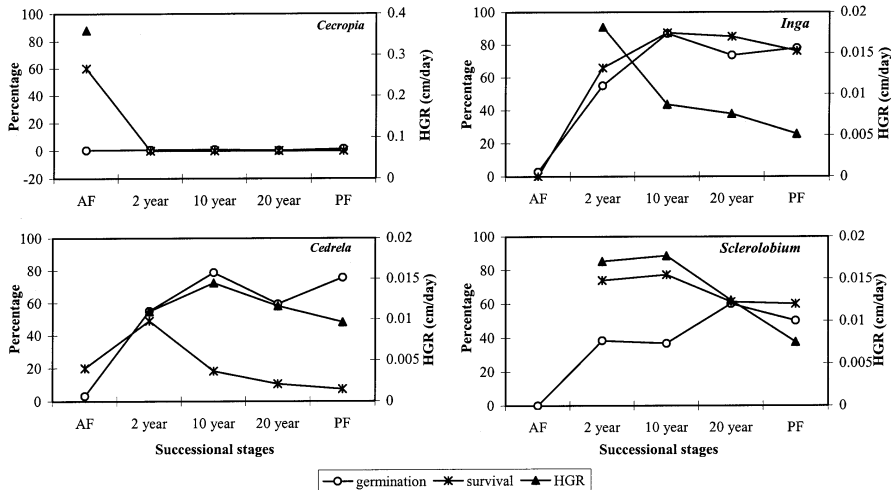 Cecropia
Percentage
100
80
60
40
20
0
-20
0.4
0.3
0.2
0.1
0
HGR (cm/day)
AF 2 year 10 year 20 year PF
Inga
Percentage
100
80
60
40
20
0
0.02
0.015
0.01
0.005
0
HGR (cm/day)
AF 2 year 10 year 20 year PF
Cedrela
Percentage
100
80
60
40
20
0
0.02
0.015
0.01
0.005
0
HGR (cm/day)
AF 2 year 10 year 20 year PF
Successional stages
Sclerolobium
Percentage
100
80
60
40
20
0
0.02
0.015
0.01
0.005
0
HGR (cm/day)
AF 2 year 10 year 20 year PF
Successional stages
germination survival HGR